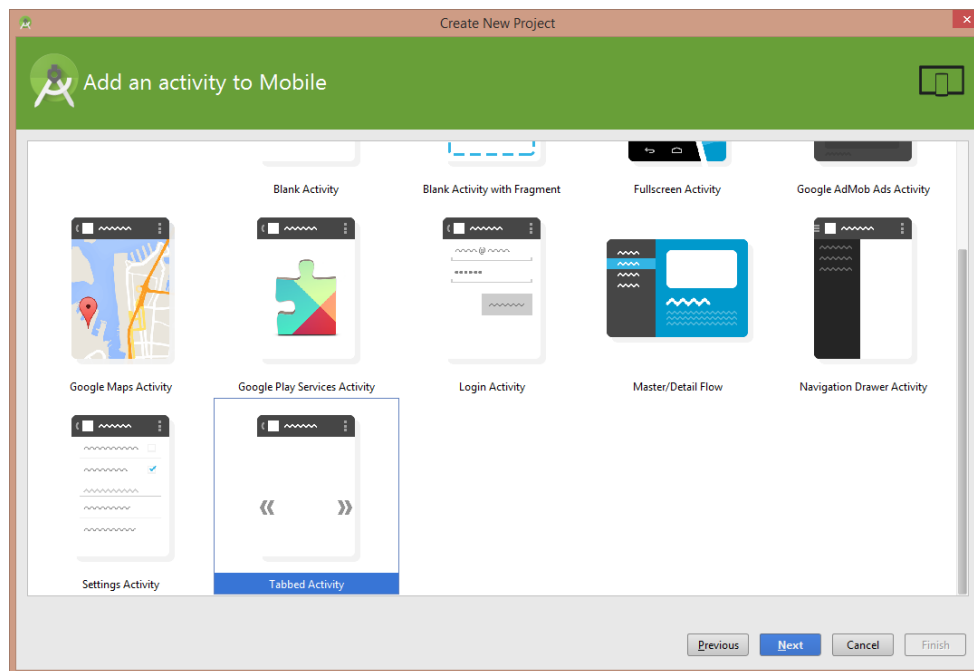 Create New Project
Add an activity to Mobile
Blank Activity
Blank Activity with Fragment
Fullscreen Activity
Google AdMob Ads Activity
Google Maps Activity
Google Play Services Activity
Login Activity
Master/Detail Flow
Navigation Drawer Activity
Settings Activity
Tabbed Activity
Previous
Next
Cancel
Finish